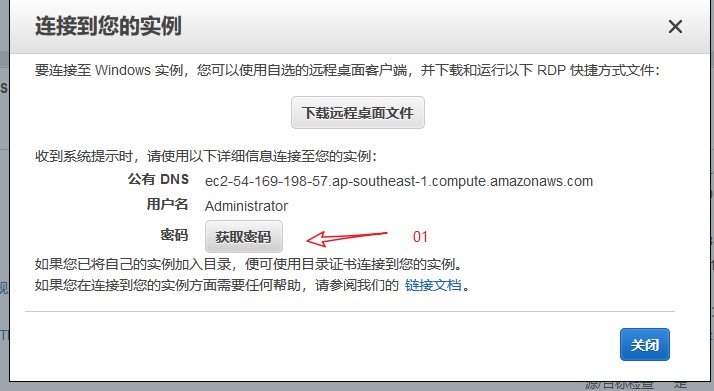 连接到您的实例
要连接至 Windows 实例，您可以使用自选的远程桌面客户端，并下载和运行以下 RDP 快捷方式文件：
下载远程桌面文件
收到系统提示时，请使用以下详细信息连接至您的实例：
公有 DNS ec2-54-169-198-57.ap-southeast-1.compute.amazonaws.com
用户名 Administrator
密码 获取密码 01
如果您已将自己的实例加入目录，便可使用目录证书连接到您的实例。
如果您在连接到您的实例方面需要任何帮助，请参阅我们的 链接文档。
关闭
源/目标检查 是